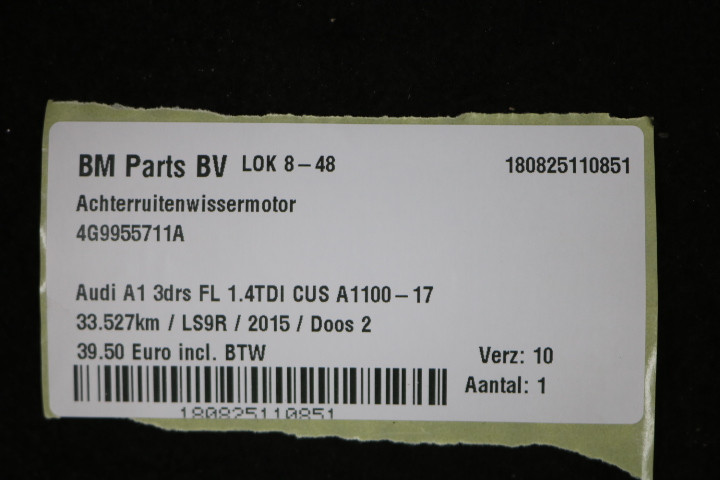 BM Parts BV LOK 8-48 180825110851
Achterruitenwissermotor
4G9955711A
Audi A1 3drs FL 1.4TDI CUS A1100-17
33.527km / LS9R / 2015 / Doos 2
39.50 Euro incl. BTW Verz: 10
Aantal: 1
180825110851